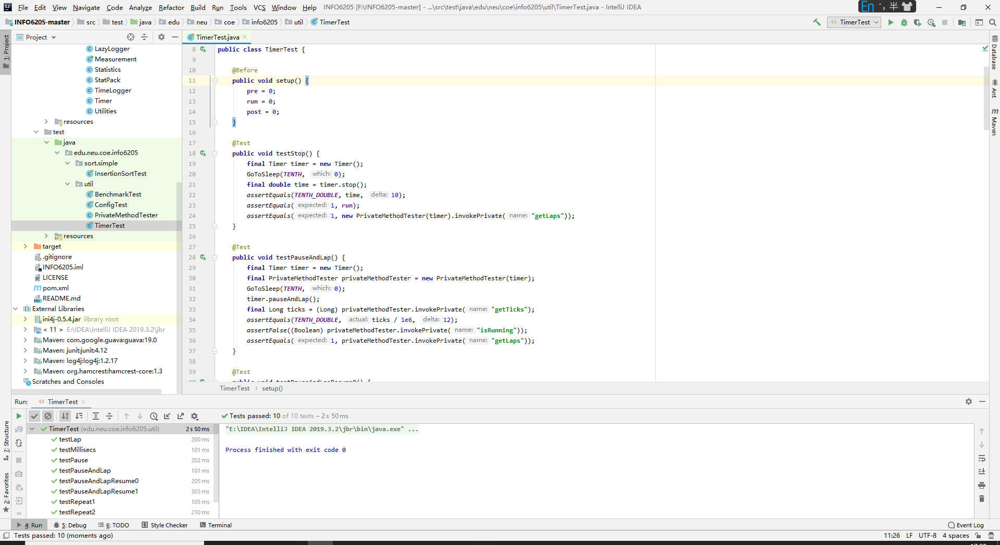 File Edit View Navigate Code Analyze Refactor Build Run Tools VCS Window Help INFO6205 [F:\INFO6205-master] - ...\src\test\java\edu\neu\coe\info6205\util\TimerTest.java - IntelliJ IDEA
En 半
INFO6205-master src test java edu neu coe info6205 util TimerTest
TimerTest
Project
TimerTest.java
1: Project
LazyLogger
Measurement
Statistics
StatPack
TimeLogger
Timer
Utilities
resources
test
java
edu.neu.coe.info6205
sort.simple
InsertionSortTest
util
BenchmarkTest
ConfigTest
PrivateMethodTester
TimerTest
resources
target
.gitignore
INFO6205.iml
LICENSE
pom.xml
README.md
External Libraries
ini4j-0.5.4.jar library root
< 11 > E:\IDEA\IntelliJ IDEA 2019.3.2\jbr
Maven: com.google.guava:guava:19.0
Maven: junit:junit:4.12
Maven: log4j:log4j:1.2.17
Maven: org.hamcrest:hamcrest-core:1.3
Scratches and Consoles
8 public class TimerTest {
9
10 @Before
11 public void setup() {
12 pre = 0;
13 run = 0;
14 post = 0;
15 }
16
17 @Test
18 public void testStop() {
19 final Timer timer = new Timer();
20 GoToSleep(TENTH, which: 0);
21 final double time = timer.stop();
22 assertEquals(TENTH_DOUBLE, time, delta: 10);
23 assertEquals( expected: 1, run);
24 assertEquals( expected: 1, new PrivateMethodTester(timer).invokePrivate( name: "getLaps"));
25 }
26
27 @Test
28 public void testPauseAndLap() {
29 final Timer timer = new Timer();
30 final PrivateMethodTester privateMethodTester = new PrivateMethodTester(timer);
31 GoToSleep(TENTH, which: 0);
32 timer.pauseAndLap();
33 final Long ticks = (Long) privateMethodTester.invokePrivate( name: "getTicks");
34 assertEquals(TENTH_DOUBLE, actual: ticks / 1e6, delta: 12);
35 assertFalse((Boolean) privateMethodTester.invokePrivate( name: "isRunning"));
36 assertEquals( expected: 1, privateMethodTester.invokePrivate( name: "getLaps"));
37 }
38
39 @Test
40 public void testPauseAndLapResume0() {
TimerTest setup()
Database
Ant
Maven
Run: TimerTest
Tests passed: 10 of 10 tests – 2 s 50 ms
TimerTest (edu.neu.coe.info6205.util) 2 s 50 ms
testLap 200 ms
testMillisecs 101 ms
testPause 202 ms
testPauseAndLap 101 ms
testPauseAndLapResume0 205 ms
testPauseAndLapResume1 303 ms
testRepeat1 105 ms
testRepeat2 210 ms
"E:\IDEA\IntelliJ IDEA 2019.3.2\jbr\bin\java.exe" ...
Process finished with exit code 0
7: Structure
2: Favorites
4: Run 5: Debug 6: TODO Style Checker Terminal Event Log
Tests passed: 10 (moments ago) 11:26 LF UTF-8 4 spaces